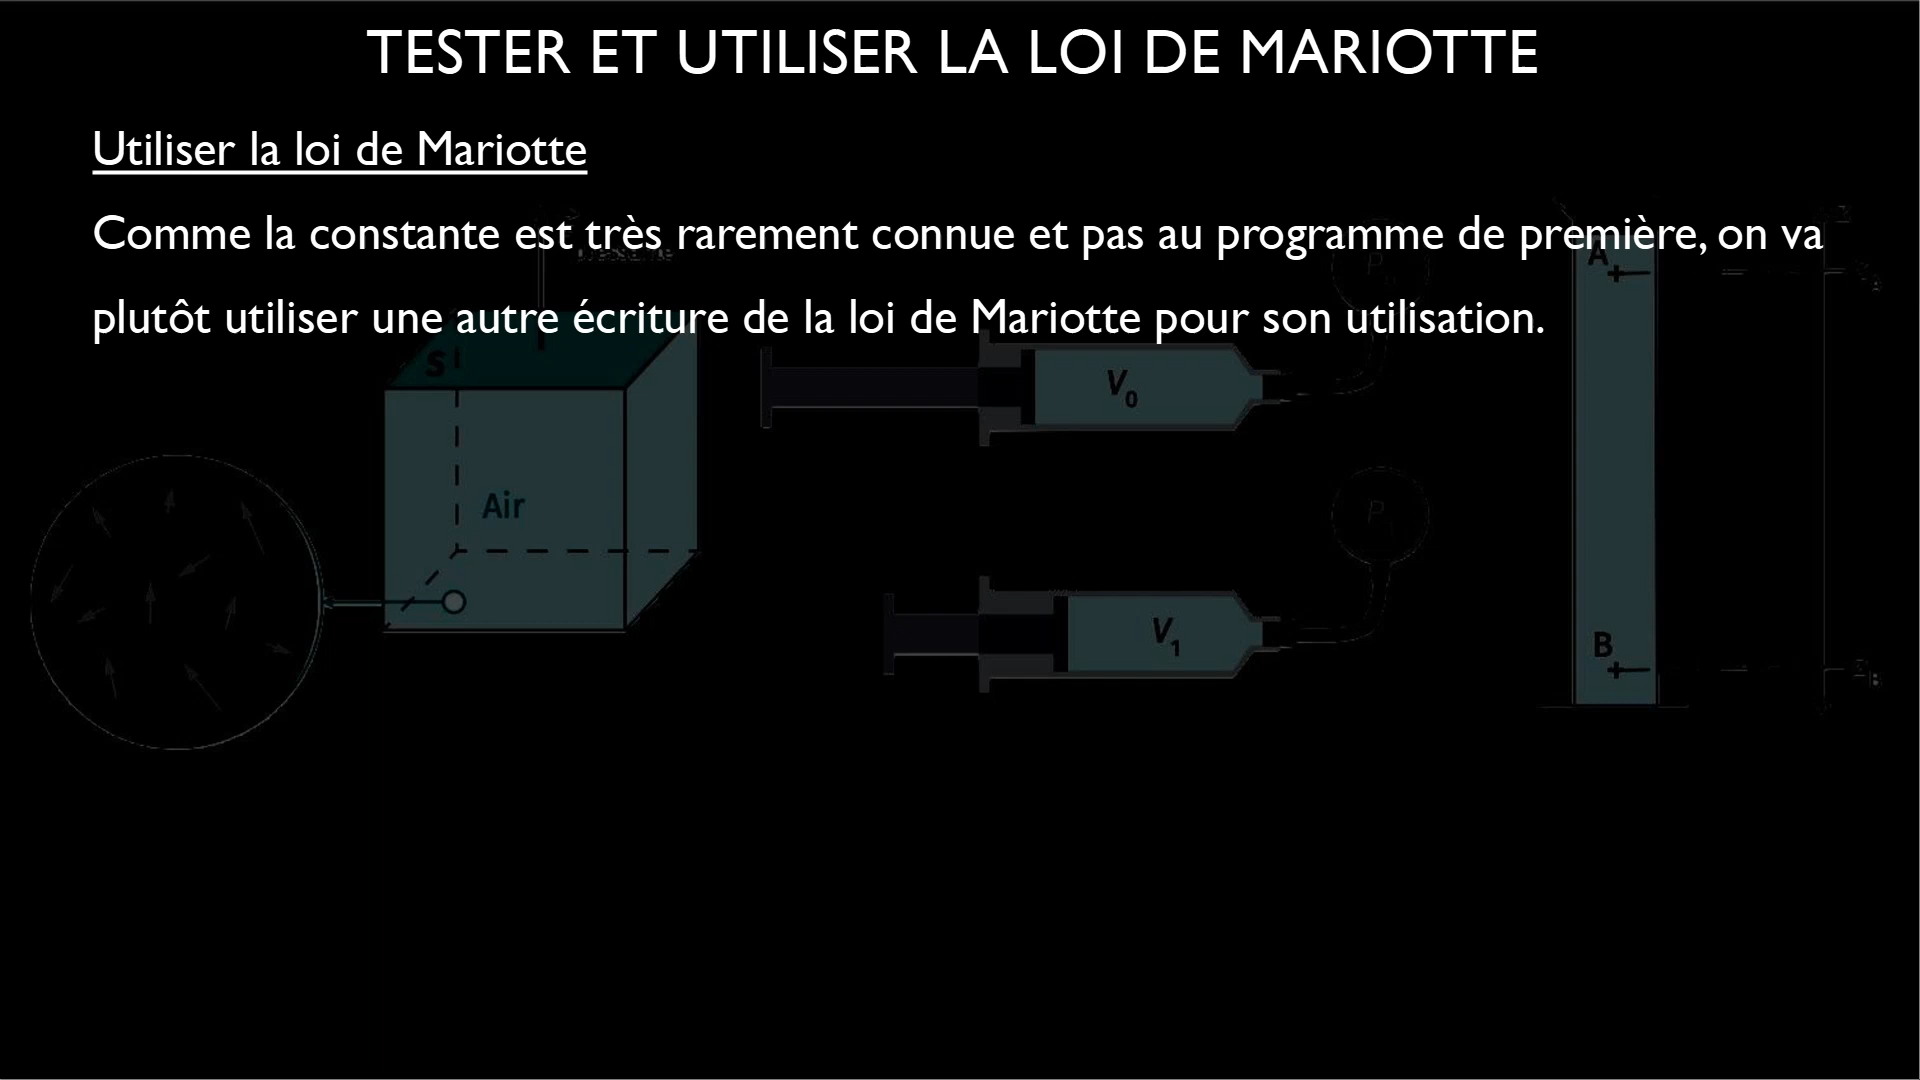 TESTER ET UTILISER LA LOI DE MARIOTTE
Utiliser la loi de Mariotte
Comme la constante est très rarement connue et pas au programme de première, on va
plutôt utiliser une autre écriture de la loi de Mariotte pour son utilisation.
S
A
P
V0
Air
P
V1
B